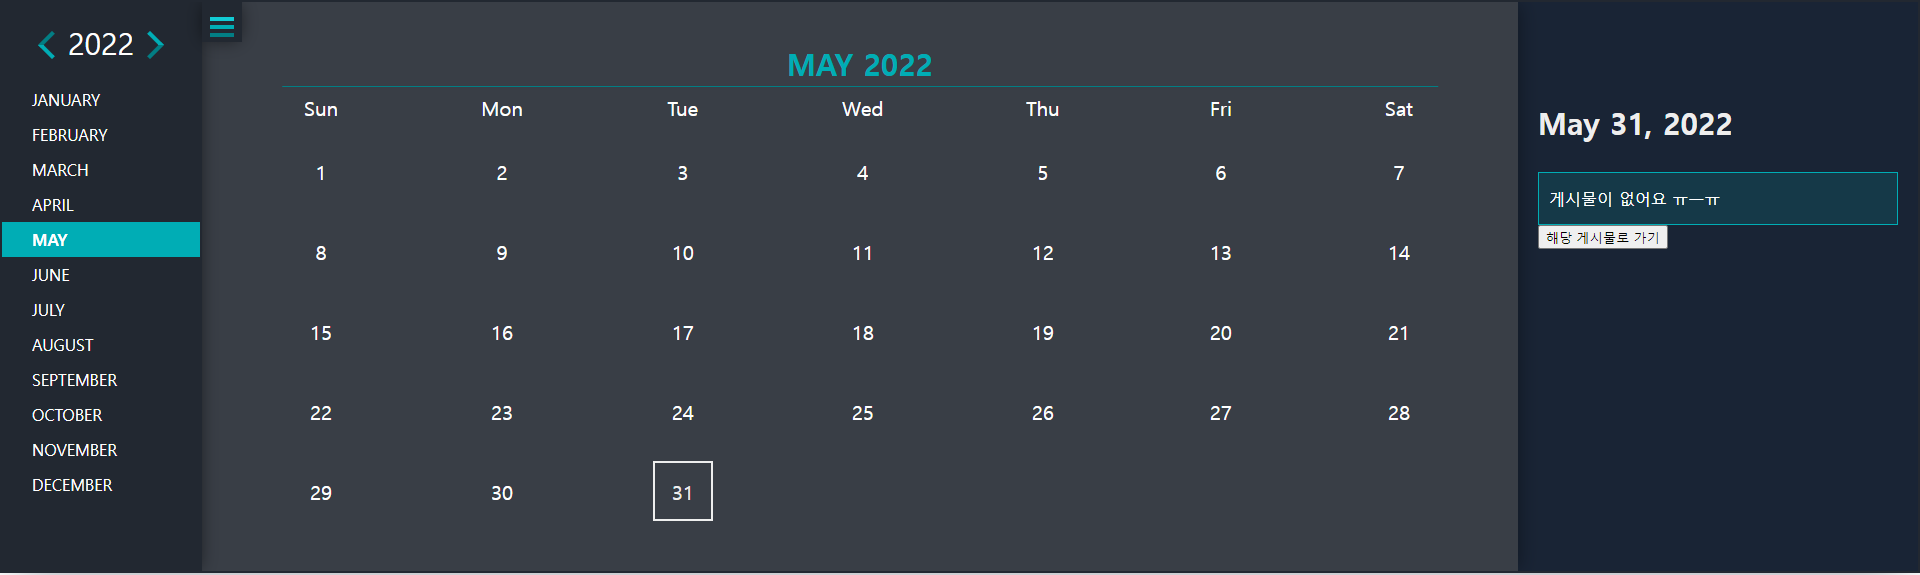 2022
JANUARY
FEBRUARY
MARCH
APRIL
MAY
JUNE
JULY
AUGUST
SEPTEMBER
OCTOBER
NOVEMBER
DECEMBER
MAY 2022
Sun Mon Tue Wed Thu Fri Sat
1 2 3 4 5 6 7
8 9 10 11 12 13 14
15 16 17 18 19 20 21
22 23 24 25 26 27 28
29 30 31
May 31, 2022
게시물이 없어요 ㅠㅡㅠ
해당 게시물로 가기